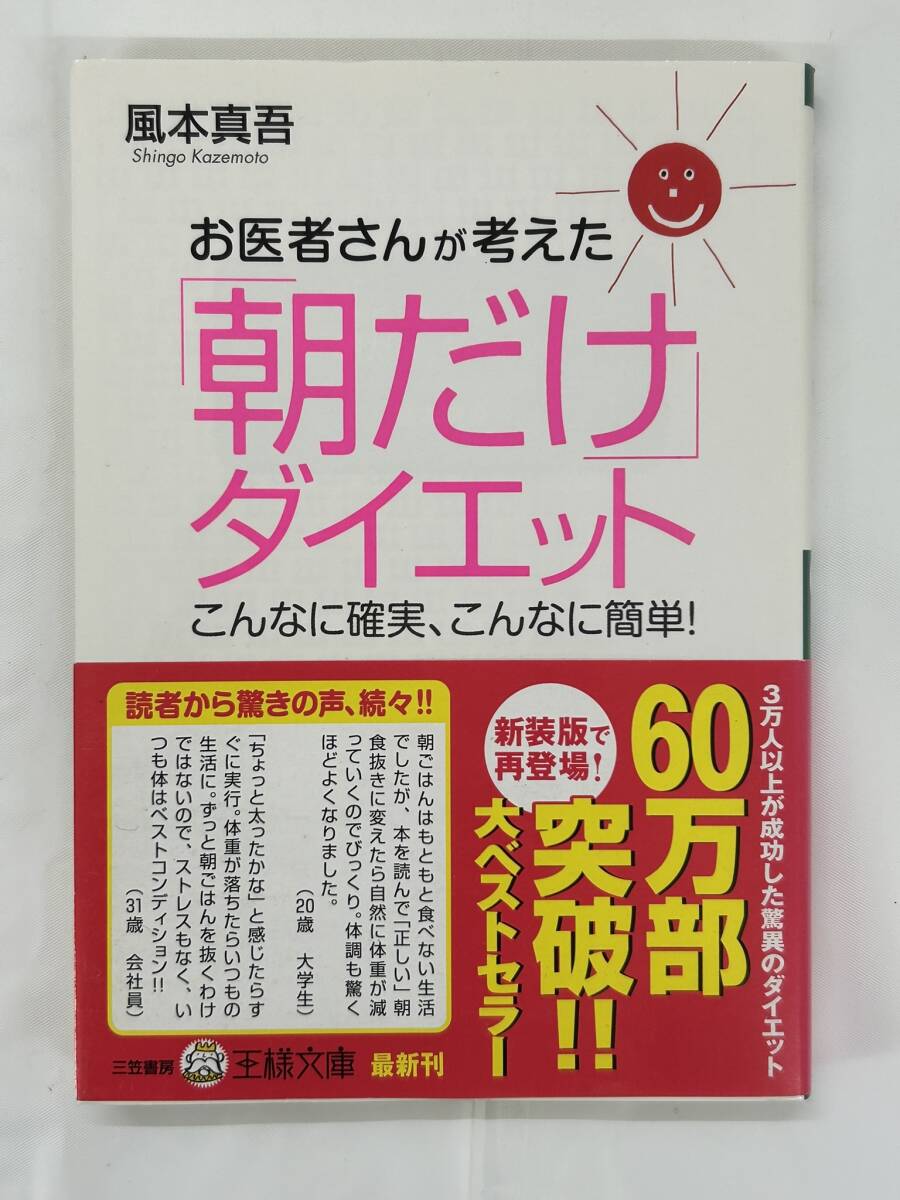 風本真吾
Shingo Kazemoto
お医者さんが考えた
「朝だけ」
ダイエット
こんなに確実、こんなに簡単!
3万人以上が成功した驚異のダイエット
60万部
突破!!
大ベストセラー
新装版で
再登場!
読者から驚きの声、続々!!
朝ごはんはもともと食べない生活
でしたが、本を読んで「正しい」朝
食抜きに変えたら自然に体重が減
っていくのでびっくり。体調も驚く
ほどよくなりました。
(20歳 大学生)
「ちょっと太ったかな」と感じたらす
ぐに実行。体重が落ちたらいつもの
生活に。ずっと朝ごはんを抜くわけ
ではないので、ストレスもなく、い
つも体はベストコンディション!!
(31歳 会社員)
三笠書房
王様文庫
最新刊